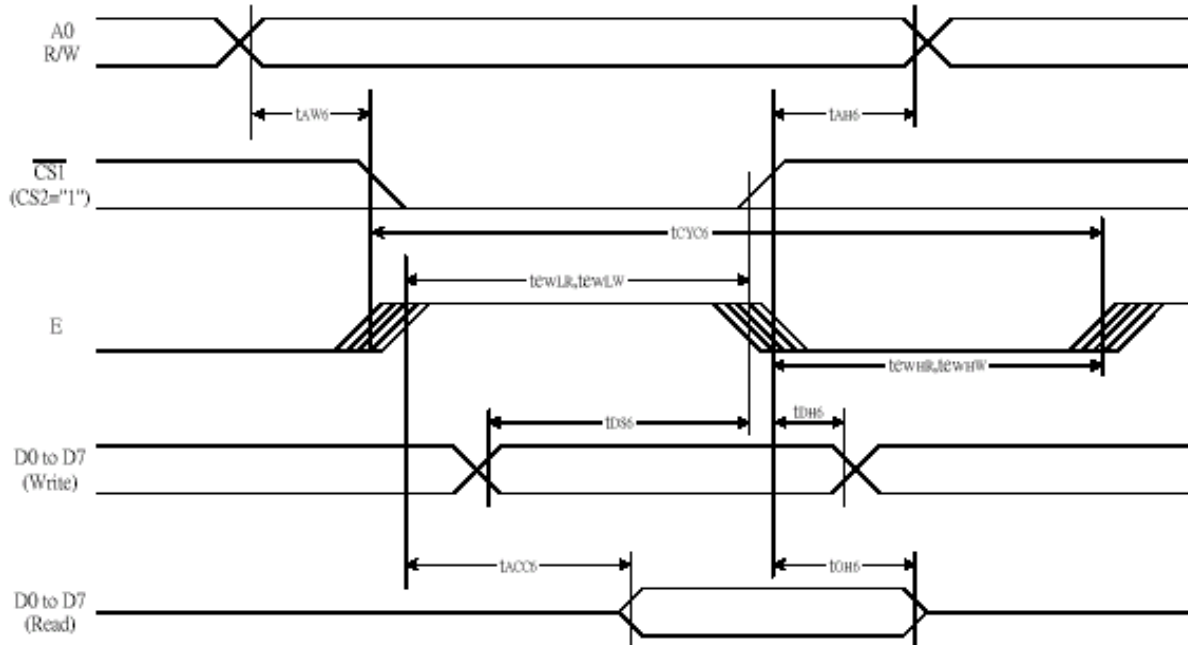 A0
R/W
tAW6
tAH6
CS1
(CS2="1")
tCYC6
tEWLR,tEWLW
E
tEWHR,tEWHW
tDS6
tDH6
D0 to D7
(Write)
tACC6
tOH6
D0 to D7
(Read)